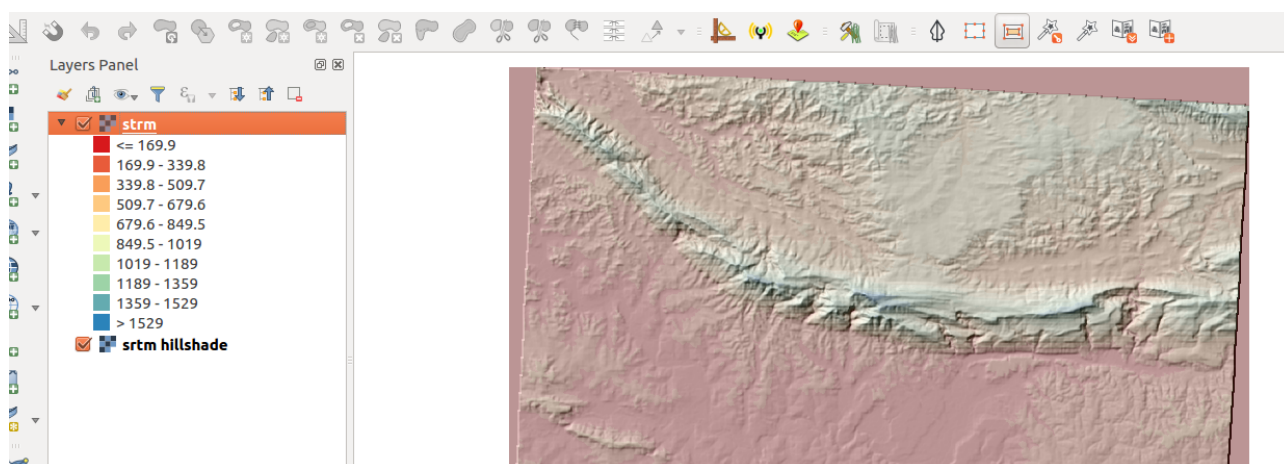 Layers Panel
strm
<= 169.9
169.9 - 339.8
339.8 - 509.7
509.7 - 679.6
679.6 - 849.5
849.5 - 1019
1019 - 1189
1189 - 1359
1359 - 1529
> 1529
srtm hillshade